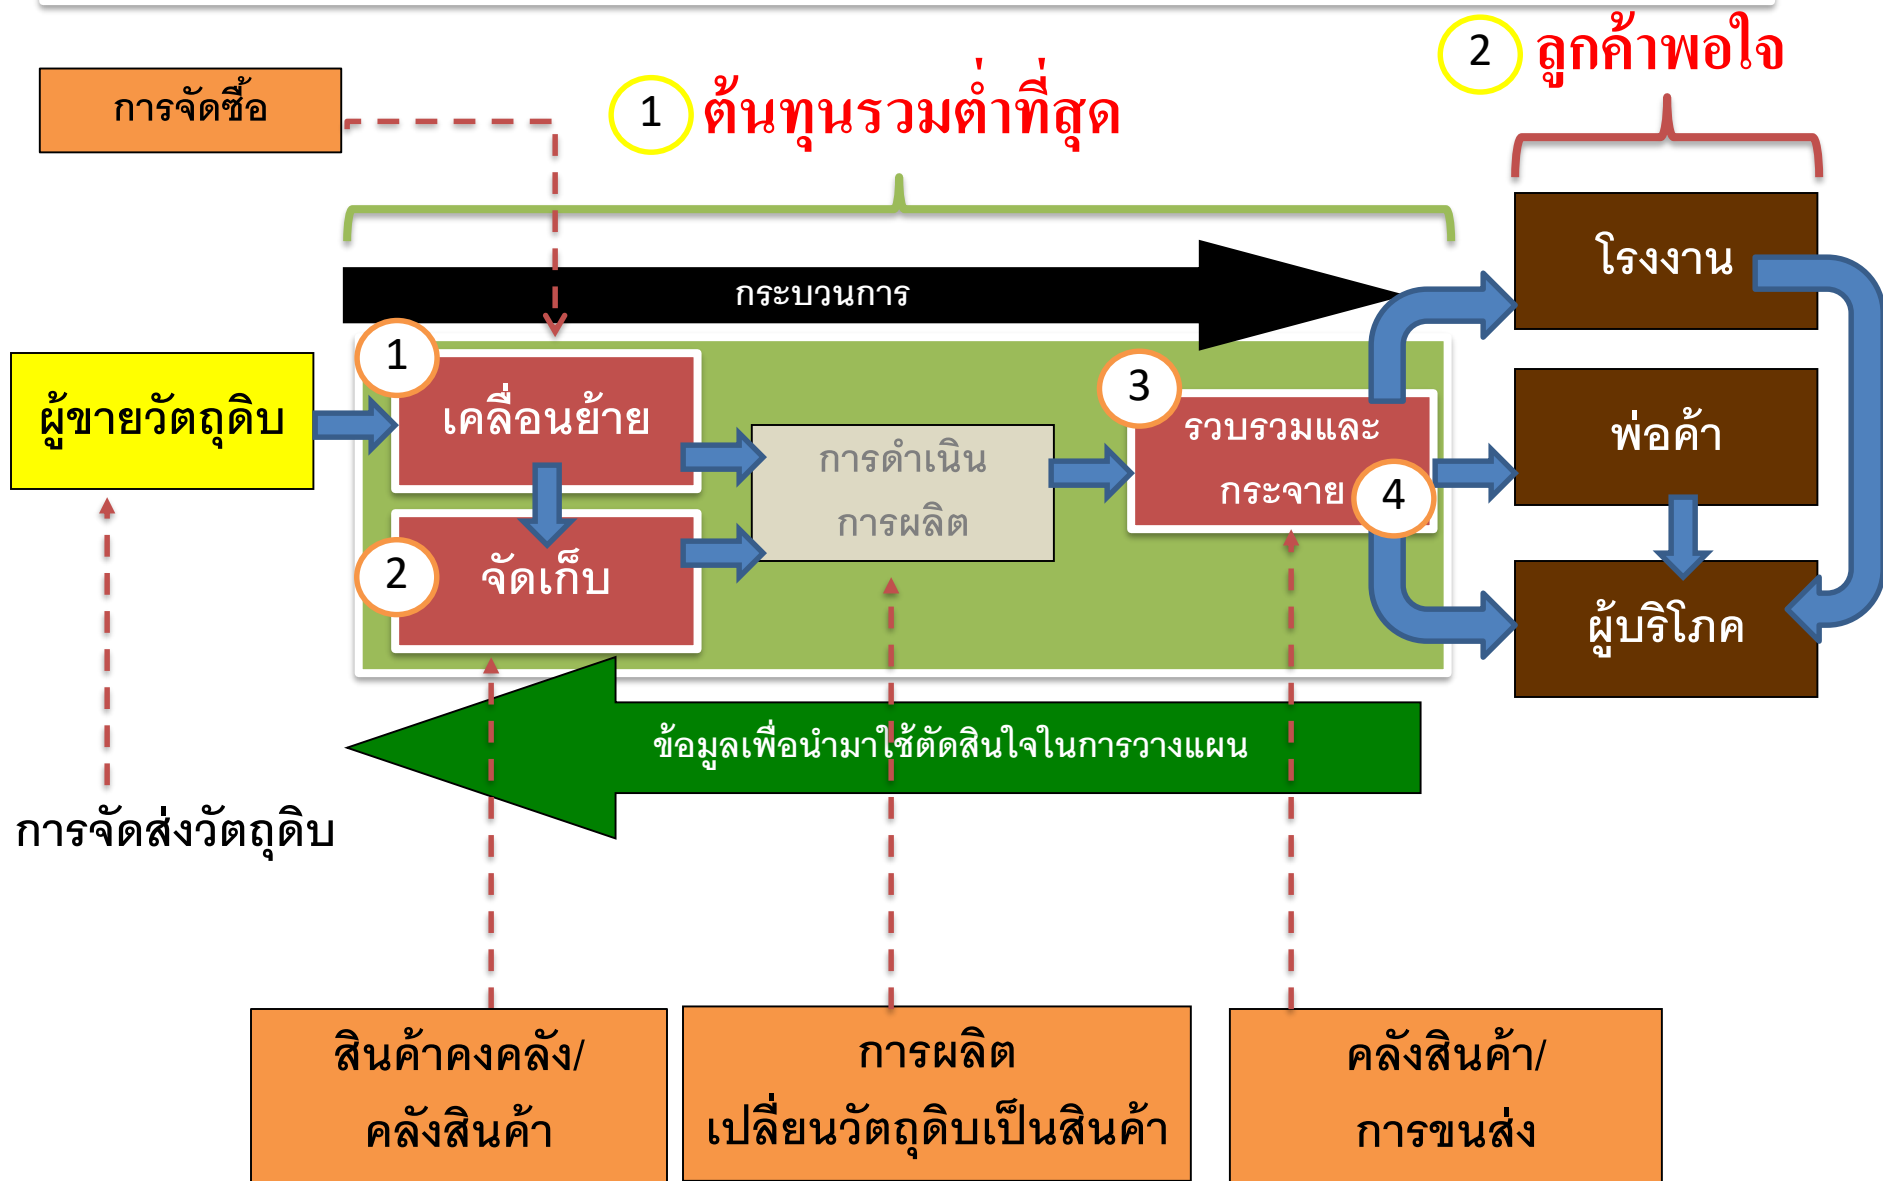 2 ลูกค้าพอใจ
การจัดซื้อ
1 ต้นทุนรวมต่ำที่สุด
โรงงาน
กระบวนการ
1
เคลื่อนย้าย
ผู้ขายวัตถุดิบ
3
รวบรวมและ
กระจาย
4
พ่อค้า
การดำเนิน
การผลิต
2
จัดเก็บ
ผู้บริโภค
ข้อมูลเพื่อนำมาใช้ตัดสินใจในการวางแผน
การจัดส่งวัตถุดิบ
สินค้าคงคลัง/
คลังสินค้า
การผลิต
เปลี่ยนวัตถุดิบเป็นสินค้า
คลังสินค้า/
การขนส่ง